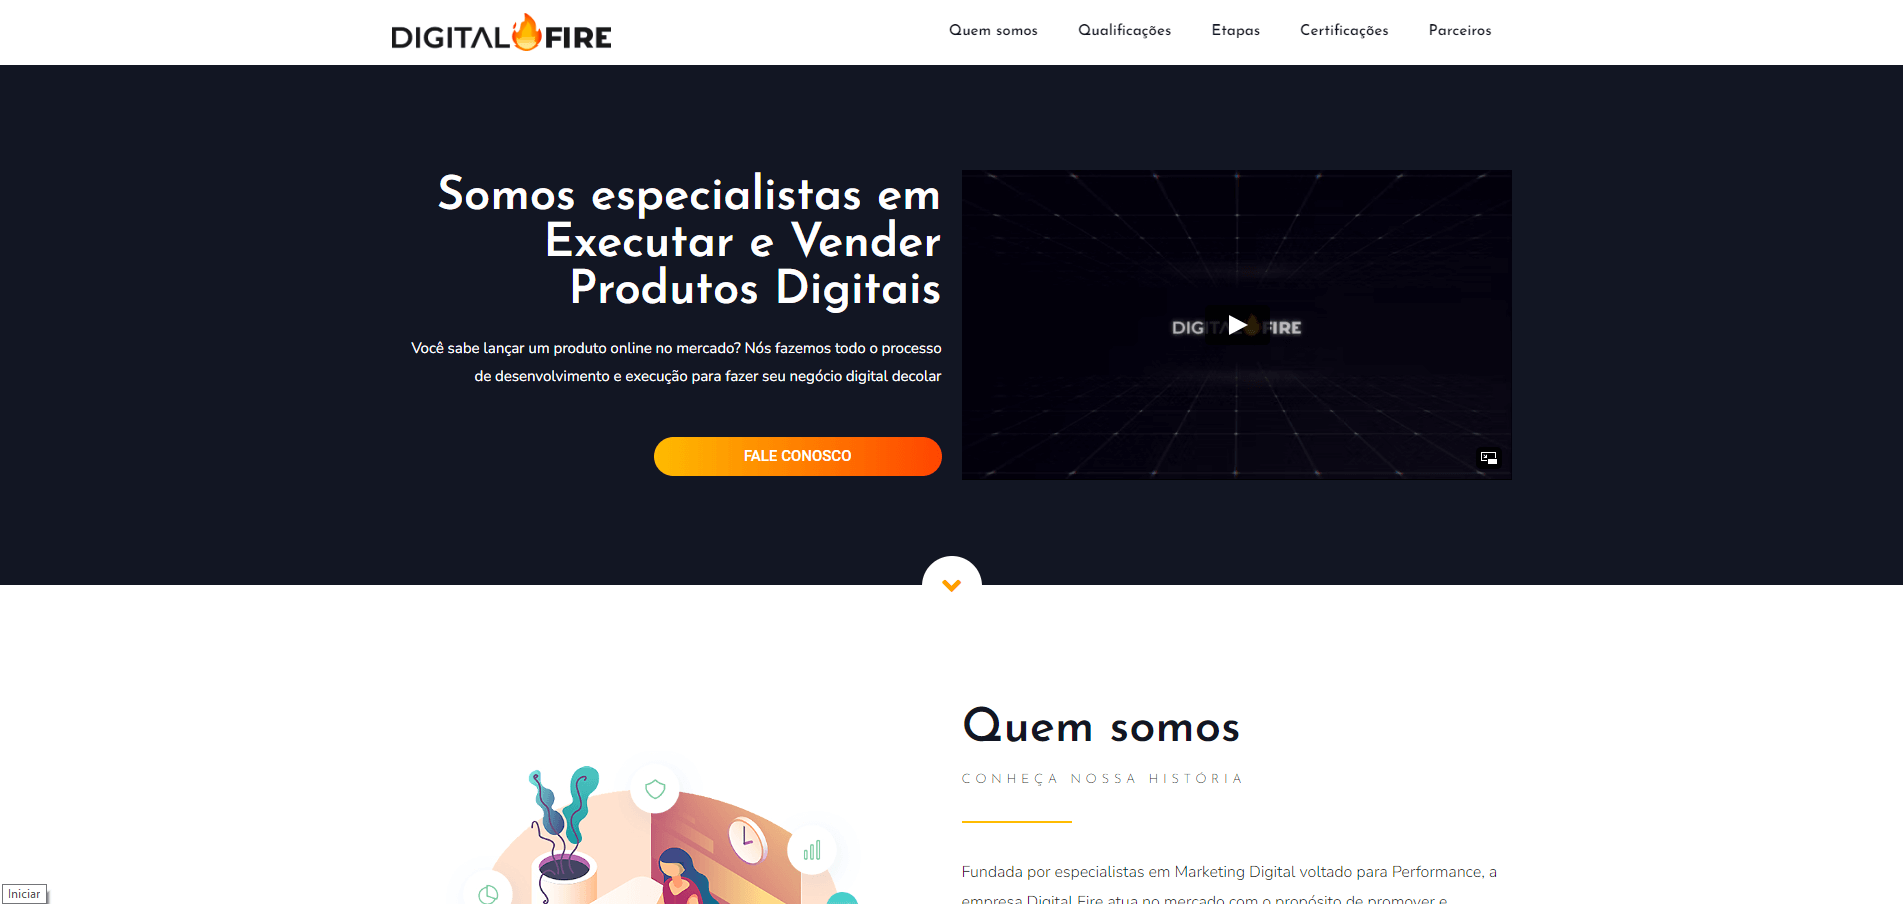 DIGITAL FIRE
Quem somos
Qualificações
Etapas
Certificações
Parceiros
Somos especialistas em
Executar e Vender
Produtos Digitais
Você sabe lançar um produto online no mercado? Nós fazemos todo o processo
de desenvolvimento e execução para fazer seu negócio digital decolar
FALE CONOSCO
DIGITAL FIRE
Quem somos
CONHEÇA NOSSA HISTÓRIA
Fundada por especialistas em Marketing Digital voltado para Performance, a
empresa Digital Fire atua no mercado com o propósito de promover e
Iniciar